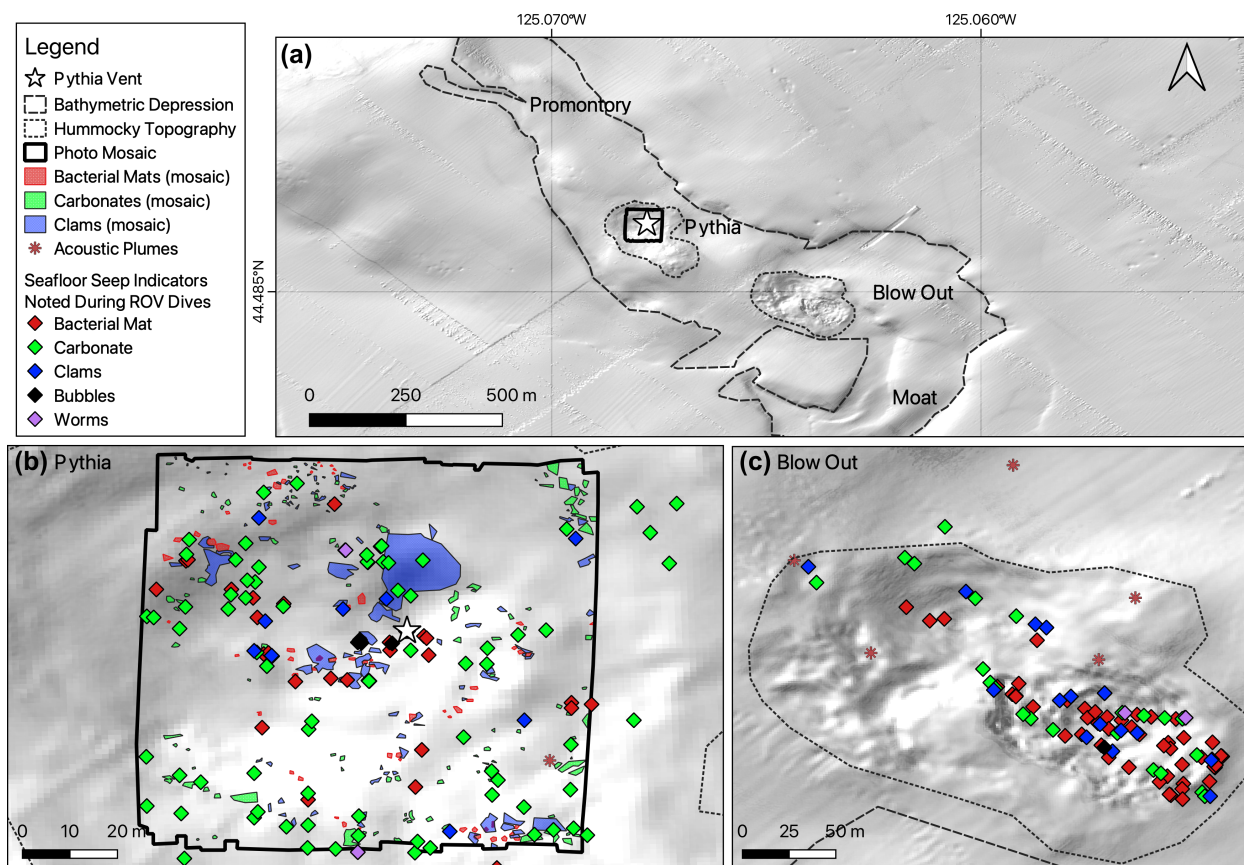 125.070°W
125.060°W
Legend
Pythia Vent
Bathymetric Depression
Hummocky Topography
Photo Mosaic
Bacterial Mats (mosaic)
Carbonates (mosaic)
Clams (mosaic)
Acoustic Plumes
Seafloor Seep Indicators
Noted During ROV Dives
Bacterial Mat
Carbonate
Clams
Bubbles
Worms
(a)
Promontory
Pythia
44.485°N
Blow Out
Moat
0
250
500 m
(b) Pythia
0
10
20 m
(c) Blow Out
0
25
50 m